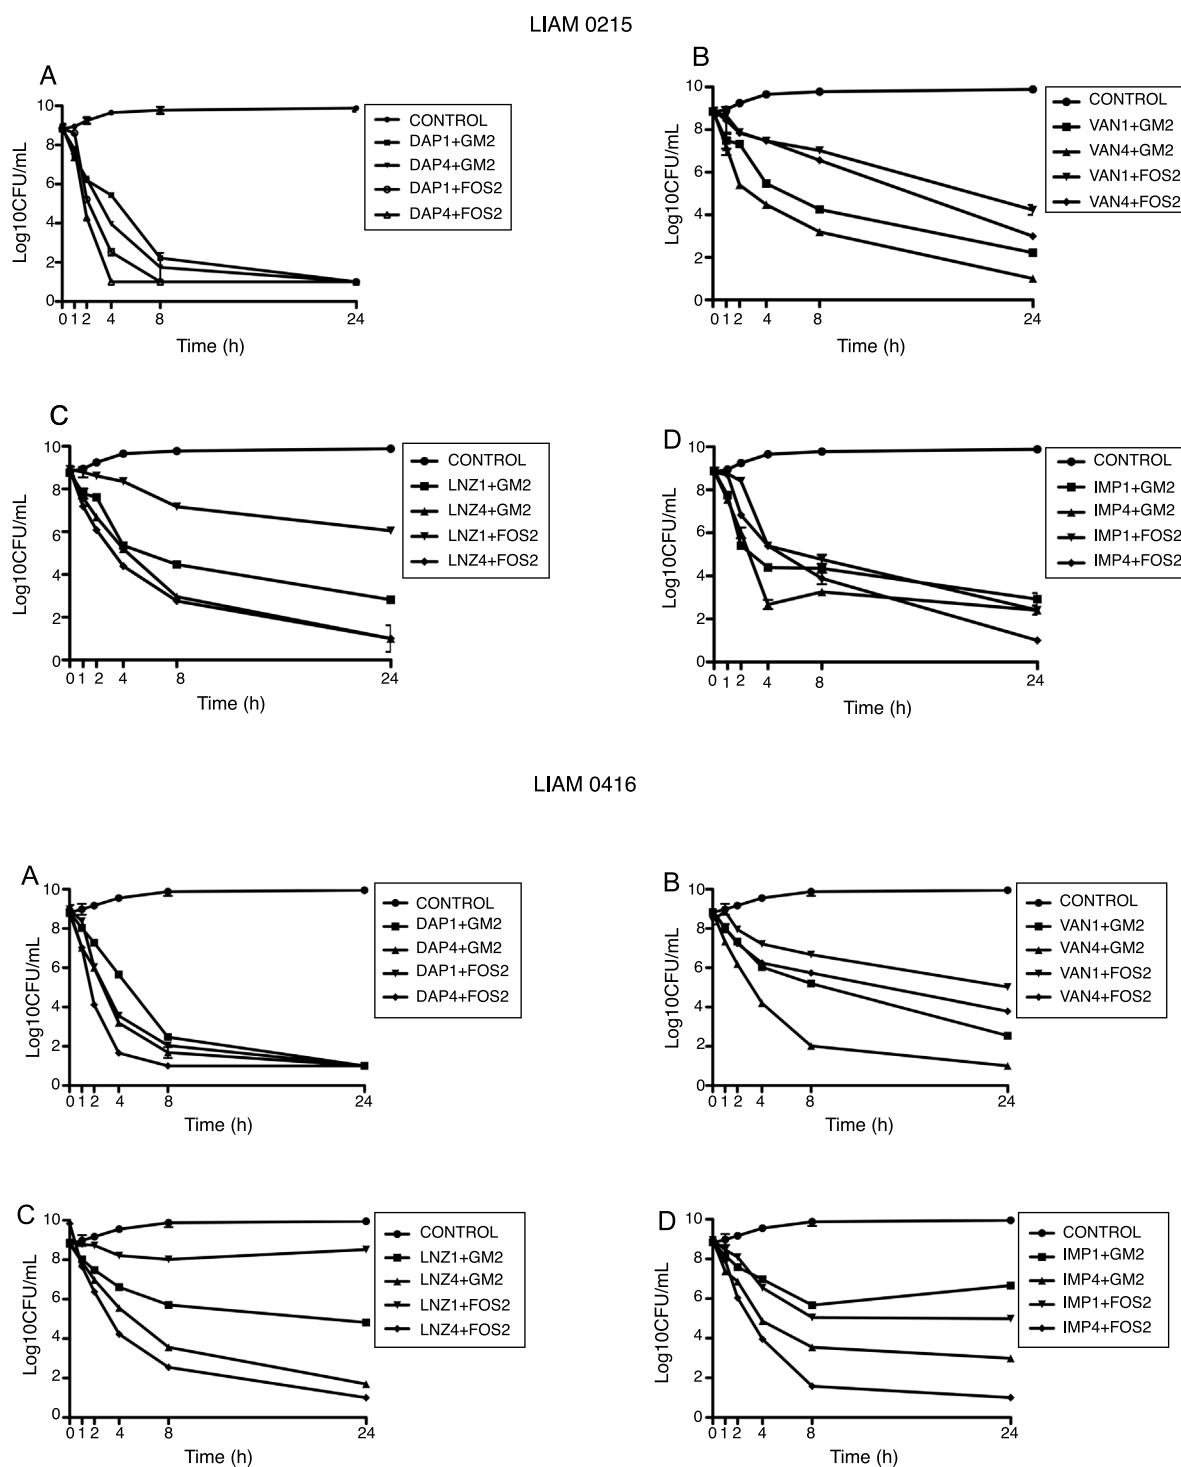 LIAM 0215
A
Log10CFU/mL
10
8
6
4
2
0
0 1 2 4 8 24
Time (h)
CONTROL
DAP1+GM2
DAP4+GM2
DAP1+FOS2
DAP4+FOS2
B
Log10CFU/mL
10
8
6
4
2
0
0 1 2 4 8 24
Time (h)
CONTROL
VAN1+GM2
VAN4+GM2
VAN1+FOS2
VAN4+FOS2
C
Log10CFU/mL
10
8
6
4
2
0
0 1 2 4 8 24
Time (h)
CONTROL
LNZ1+GM2
LNZ4+GM2
LNZ1+FOS2
LNZ4+FOS2
D
Log10CFU/mL
10
8
6
4
2
0
0 1 2 4 8 24
Time (h)
CONTROL
IMP1+GM2
IMP4+GM2
IMP1+FOS2
IMP4+FOS2
LIAM 0416
A
Log10CFU/mL
10
8
6
4
2
0
0 1 2 4 8 24
Time (h)
CONTROL
DAP1+GM2
DAP4+GM2
DAP1+FOS2
DAP4+FOS2
B
Log10CFU/mL
10
8
6
4
2
0
0 1 2 4 8 24
Time (h)
CONTROL
VAN1+GM2
VAN4+GM2
VAN1+FOS2
VAN4+FOS2
C
Log10CFU/mL
10
8
6
4
2
0
0 1 2 4 8 24
Time (h)
CONTROL
LNZ1+GM2
LNZ4+GM2
LNZ1+FOS2
LNZ4+FOS2
D
Log10CFU/mL
10
8
6
4
2
0
0 1 2 4 8 24
Time (h)
CONTROL
IMP1+GM2
IMP4+GM2
IMP1+FOS2
IMP4+FOS2